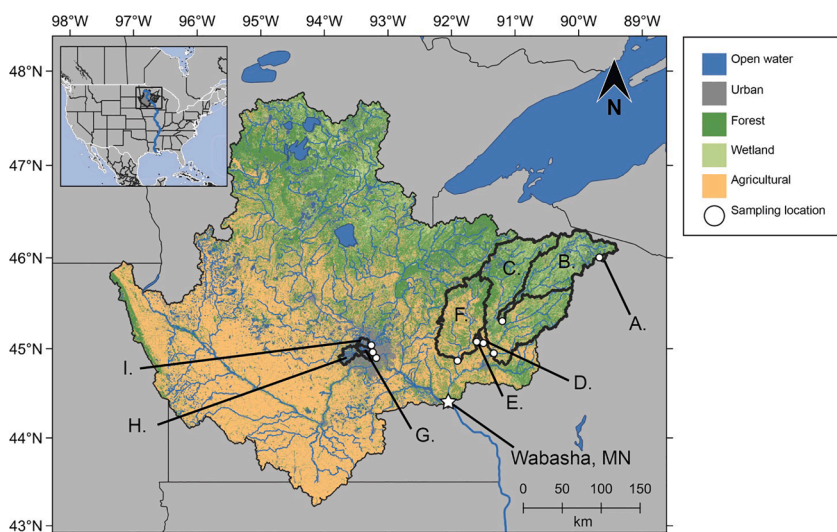 98°W 97°W 96°W 95°W 94°W 93°W 92°W 91°W 90°W 89°W
48°N
47°N
46°N
45°N
44°N
43°N
N
Open water
Urban
Forest
Wetland
Agricultural
Sampling location
C.
B.
F.
A.
I.
H.
D.
E.
G.
Wabasha, MN
0 50 100 150
km